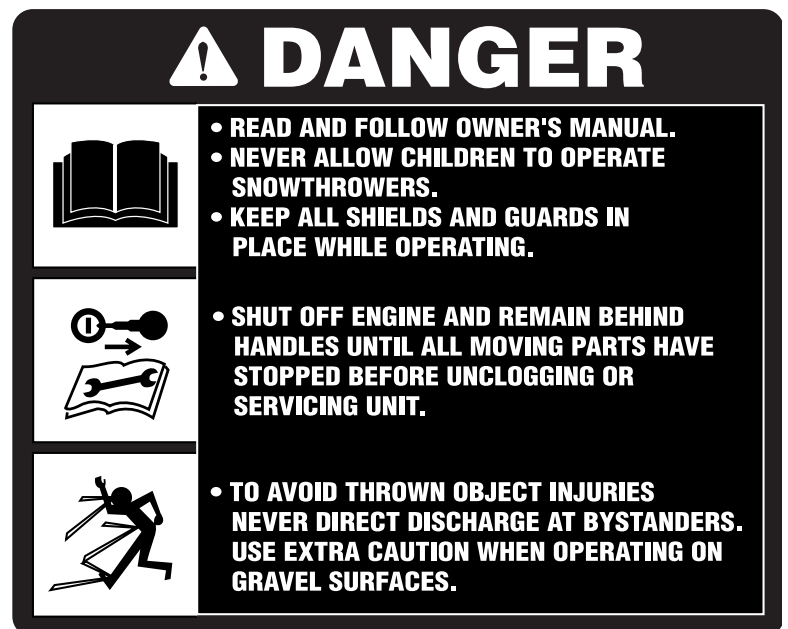 DANGER
• READ AND FOLLOW OWNER'S MANUAL.
• NEVER ALLOW CHILDREN TO OPERATE
SNOWTHROWERS.
• KEEP ALL SHIELDS AND GUARDS IN
PLACE WHILE OPERATING.
• SHUT OFF ENGINE AND REMAIN BEHIND
HANDLES UNTIL ALL MOVING PARTS HAVE
STOPPED BEFORE UNCLOGGING OR
SERVICING UNIT.
• TO AVOID THROWN OBJECT INJURIES
NEVER DIRECT DISCHARGE AT BYSTANDERS.
USE EXTRA CAUTION WHEN OPERATING ON
GRAVEL SURFACES.